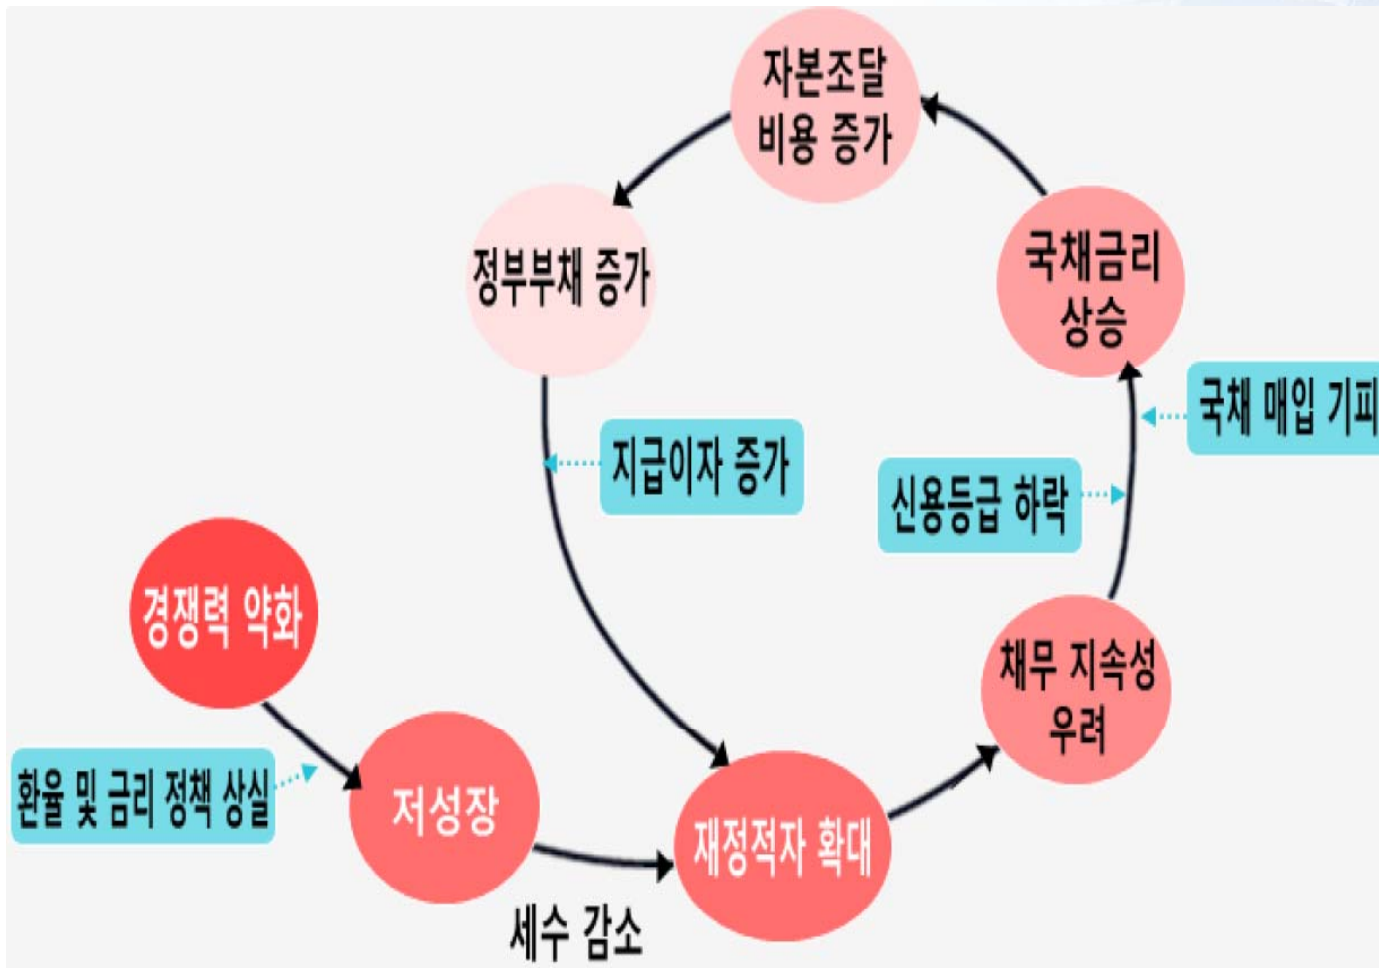 자본조달
비용 증가
국채금리
상승
정부부채 증가
국채 매입 기피
지급이자 증가
신용등급 하락
경쟁력 약화
채무 지속성
우려
환율 및 금리 정책 상실
저성장
재정적자 확대
세수 감소